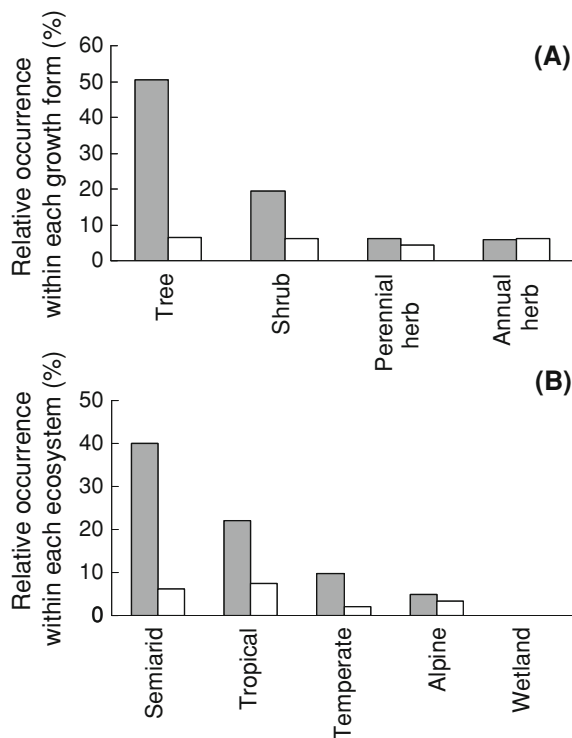 (A)
Relative occurrence
within each growth form (%)
60
50
40
30
20
10
0
Tree
Shrub
Perennial
herb
Annual
herb
(B)
Relative occurrence
within each ecosystem (%)
50
40
30
20
10
0
Semiarid
Tropical
Temperate
Alpine
Wetland